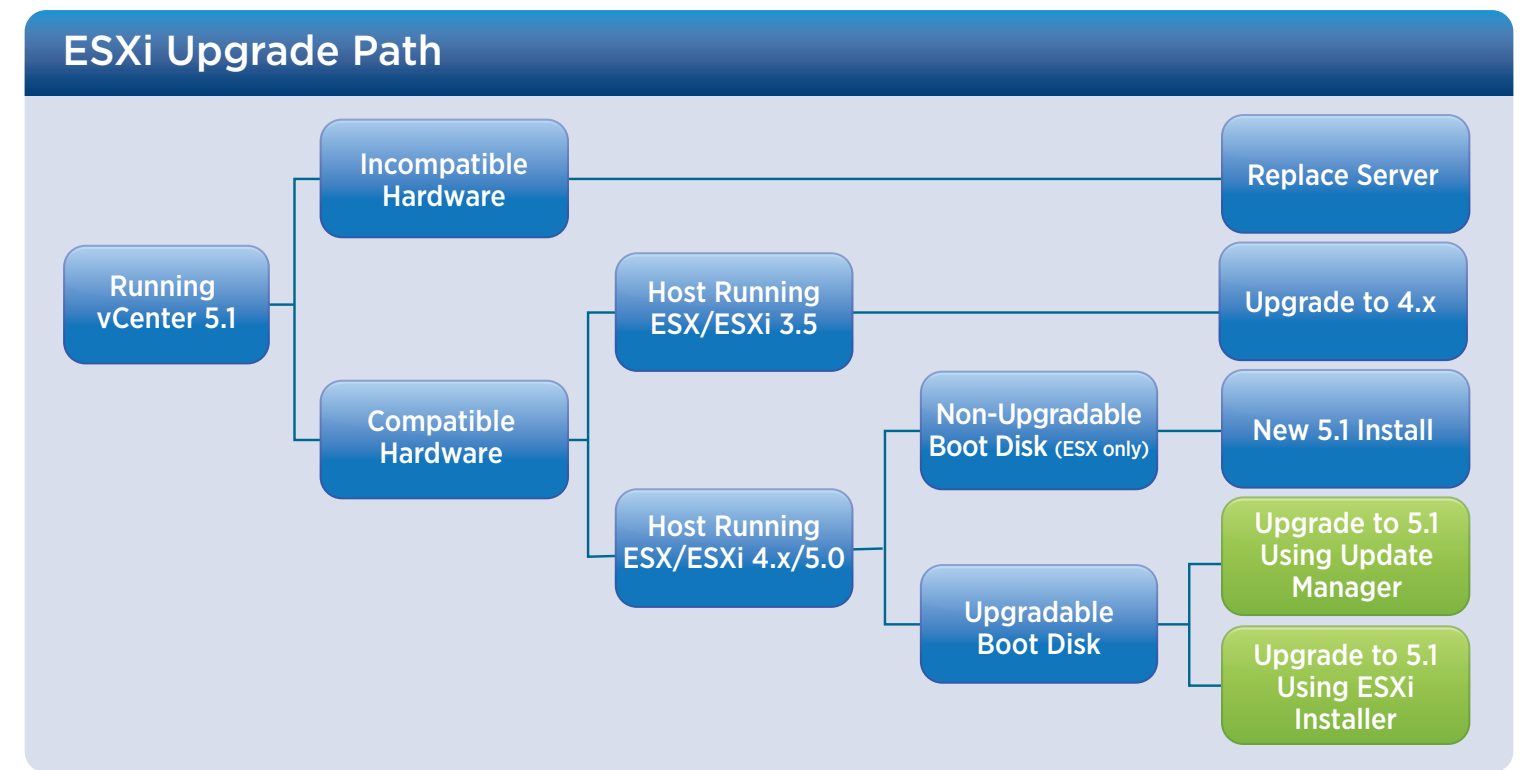 ESXi Upgrade Path
Incompatible
Hardware
Replace Server
Running
vCenter 5.1
Host Running
ESX/ESXi 3.5
Upgrade to 4.x
Compatible
Hardware
Non-Upgradable
Boot Disk (ESX only)
New 5.1 Install
Host Running
ESX/ESXi 4.x/5.0
Upgrade to 5.1
Using Update
Manager
Upgradable
Boot Disk
Upgrade to 5.1
Using ESXi
Installer